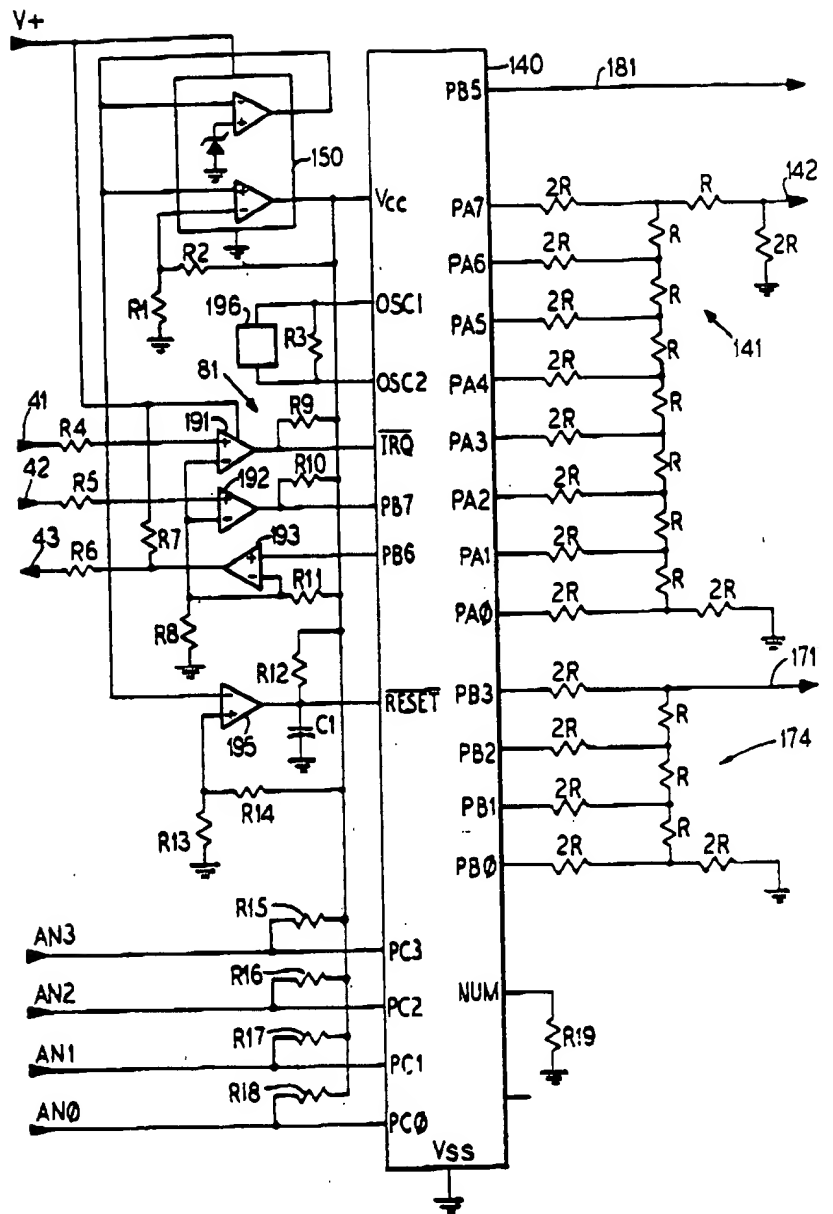 V+
140
PB5
181
150
Vcc
PA7
2R
R
142
2R
R2
R1
PA6
2R
R
196
OSC1
R3
OSC2
PA5
2R
R
141
81
PA4
2R
R
41
R4
191
R9
IRQ
PA3
2R
R
42
R5
192
R10
PB7
PA2
2R
R
43
R6
R7
193
PB6
PA1
2R
R
R11
R8
PAØ
2R
R
2R
R12
RESET
C1
195
PB3
2R
171
R
R14
R13
PB2
2R
R
174
PB1
2R
R
PBØ
2R
2R
AN3
R15
PC3
AN2
R16
PC2
NUM
R19
AN1
R17
PC1
ANØ
R18
PCØ
VSS